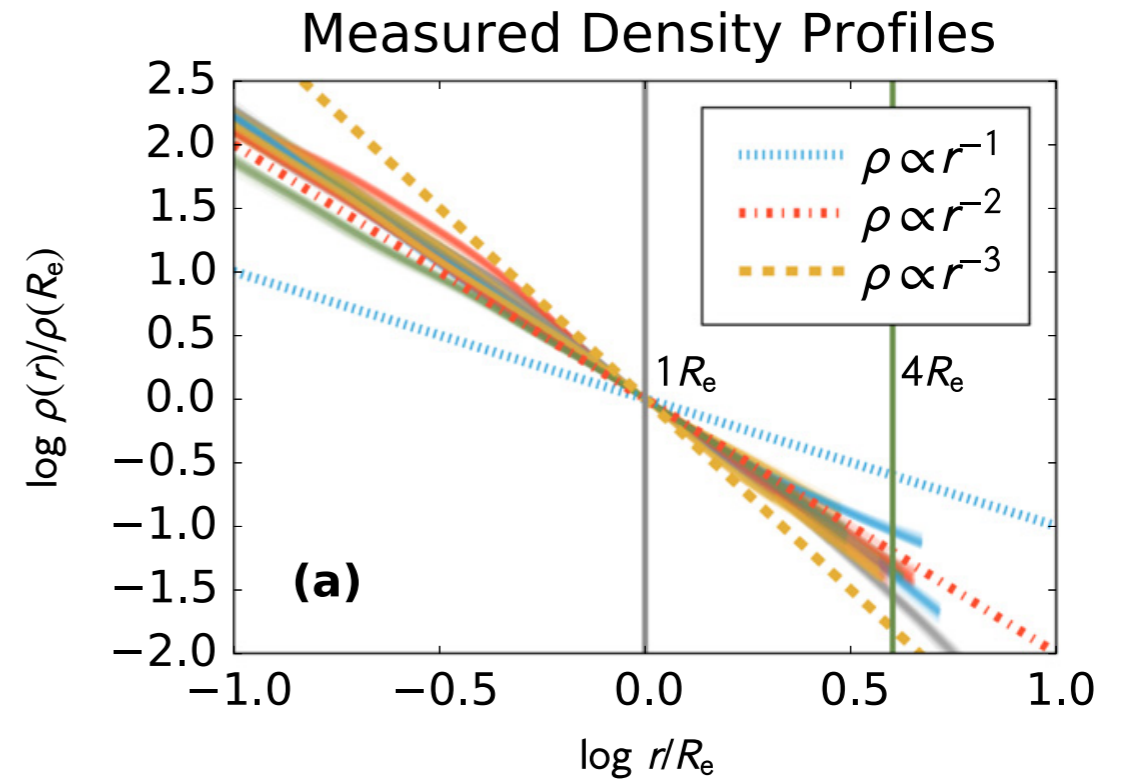 Measured Density Profiles
2.5
2.0
1.5
1.0
0.5
0.0
−0.5
−1.0
−1.5
−2.0
log ρ(r)/ρ(Rₑ)
ρ ∝ r⁻¹
ρ ∝ r⁻²
ρ ∝ r⁻³
1Rₑ
4Rₑ
(a)
−1.0 −0.5 0.0 0.5 1.0
log r/Rₑ